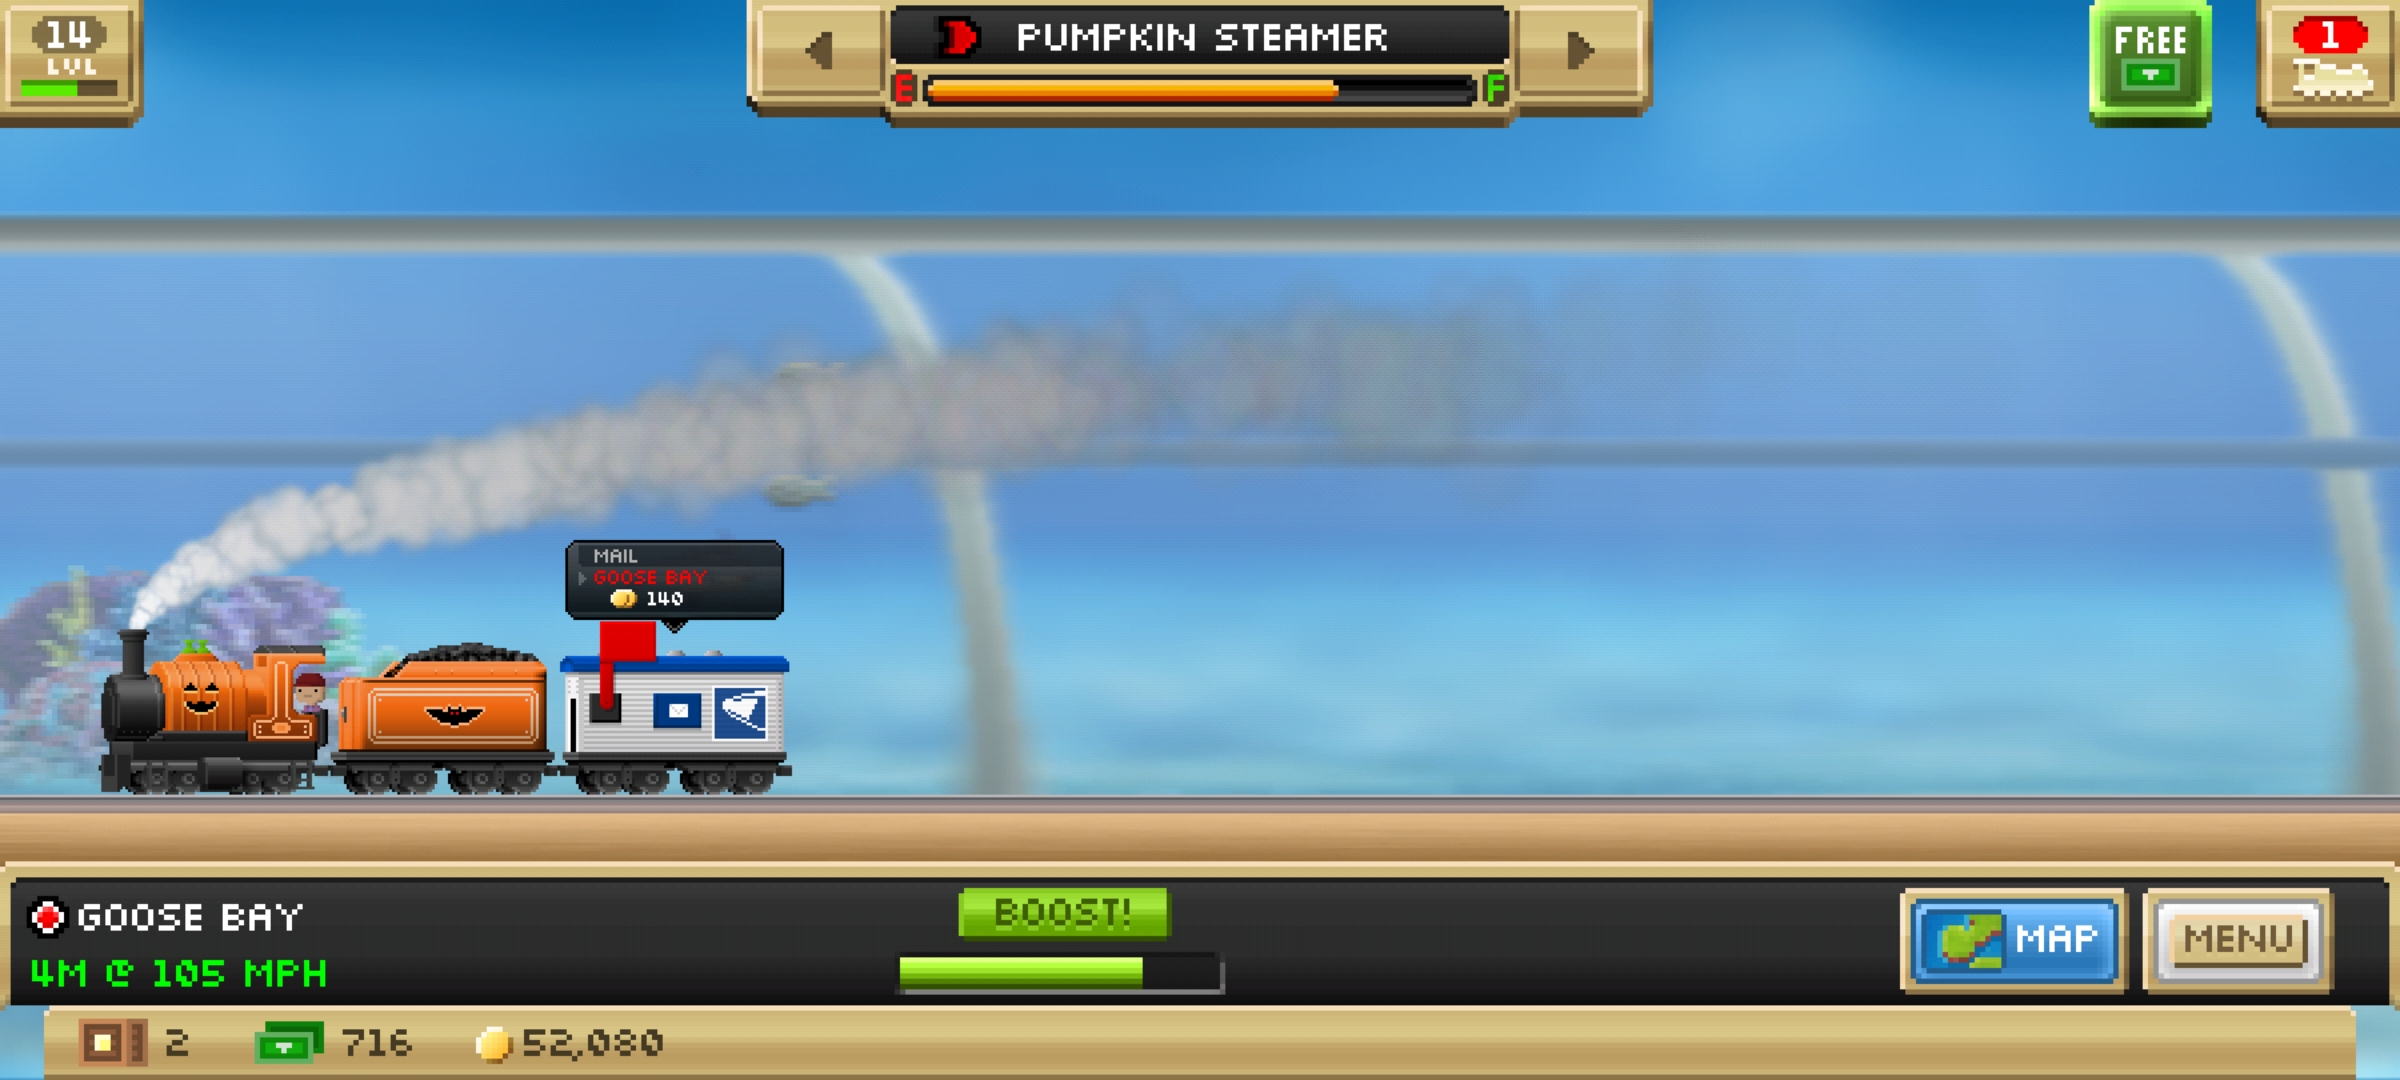 14
LVL
PUMPKIN STEAMER
E
F
FREE
1
MAIL
GOOSE BAY
140
GOOSE BAY
4M @ 105 MPH
BOOST!
MAP
MENU
2
716
52,080